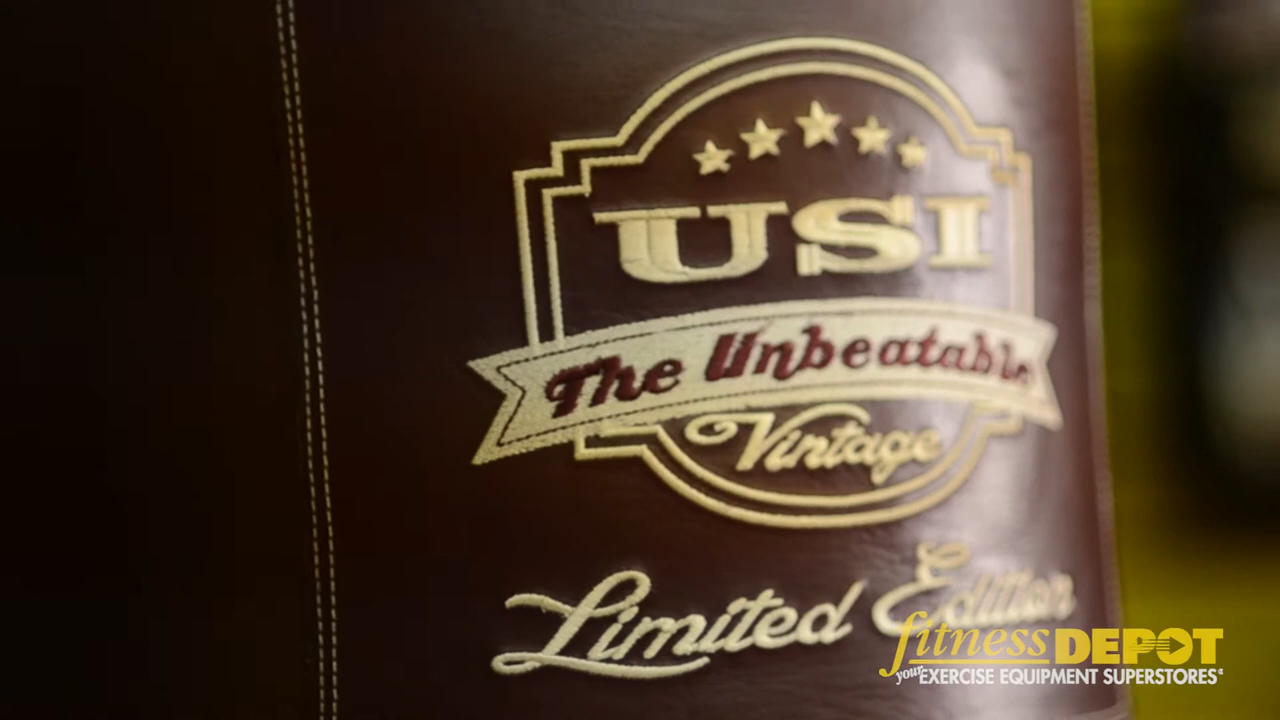 USI
The Unbeatable
Vintage
Limited Edition
fitness DEPOT
your EXERCISE EQUIPMENT SUPERSTORES